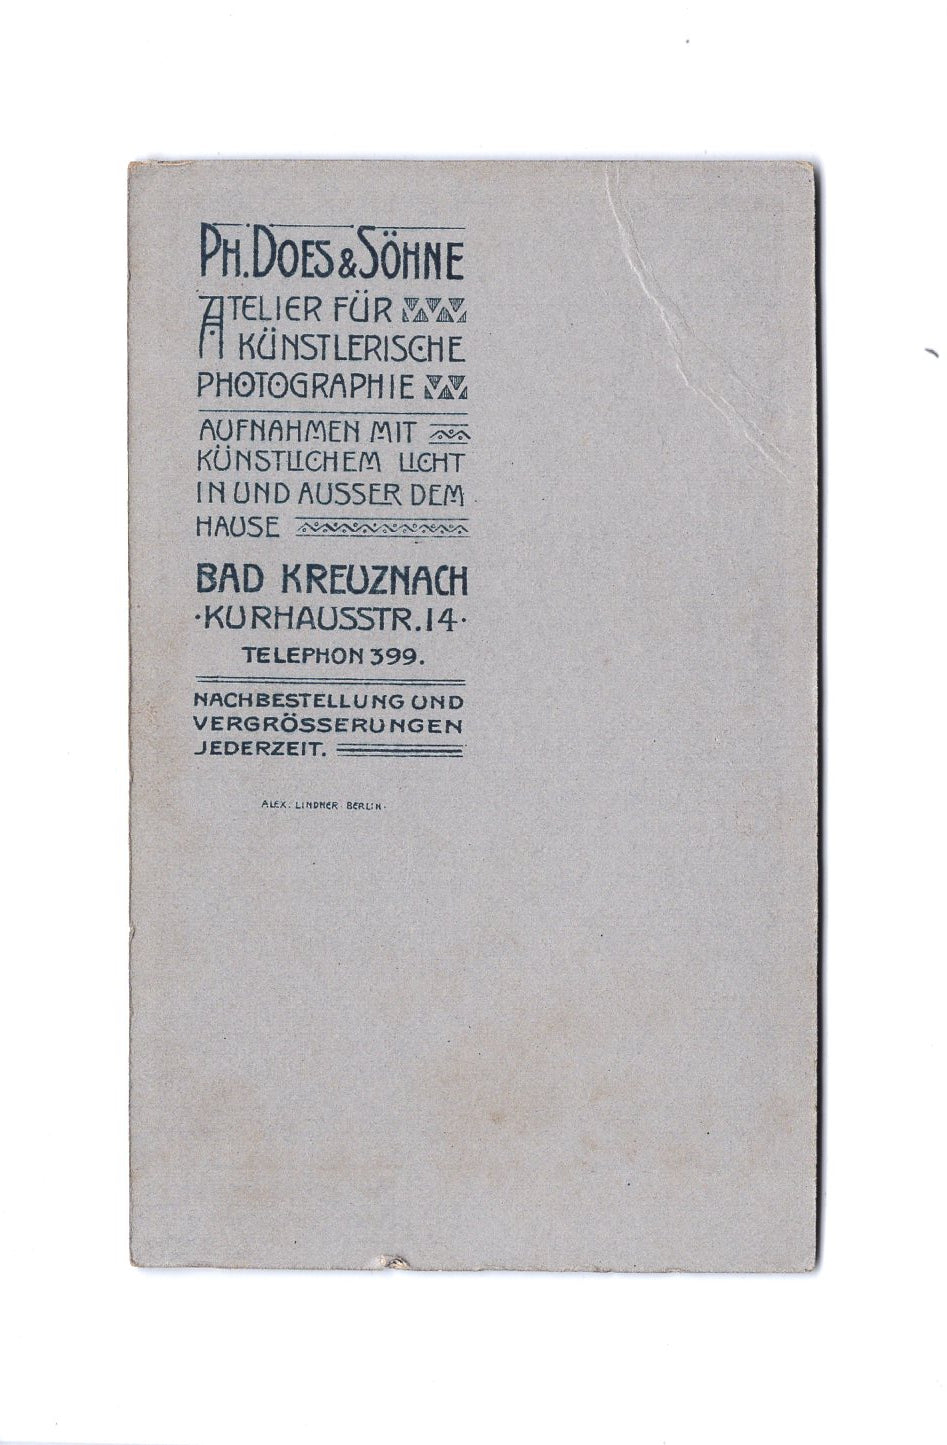 PH. DOES & SÖHNE
ATELIER FÜR
KÜNSTLERISCHE
PHOTOGRAPHIE
AUFNAHMEN MIT
KÜNSTLICHEM LICHT
IN UND AUSSER DEM
HAUSE
BAD KREUZNACH
·KURHAUSSTR. 14·
TELEPHON 399.
NACHBESTELLUNG UND
VERGRÖSSERUNGEN
JEDERZEIT.
ALEX. LINDNER BERLIN.